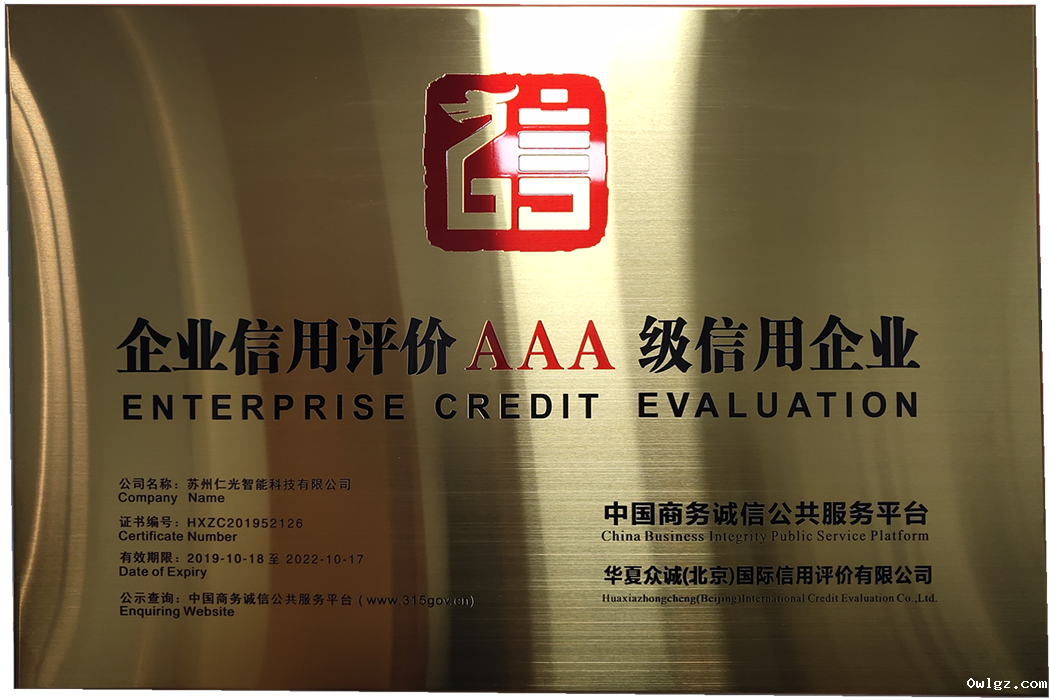 信
企业信用评价AAA级信用企业
ENTERPRISE CREDIT EVALUATION
公司名称：苏州仁光智能科技有限公司
Company Name
证书编号：HXZC201952126
Certificate Number
有效期限：2019-10-18 至 2022-10-17
Date of Expiry
公示查询：中国商务诚信公共服务平台（www.315gov.cn）
Enquiring Website
中国商务诚信公共服务平台
China Business Integrity Public Service Platform
华夏众诚(北京)国际信用评价有限公司
Huaxiazhongcheng(Beijing)International Credit Evaluation Co.,Ltd.
Owlgz.com